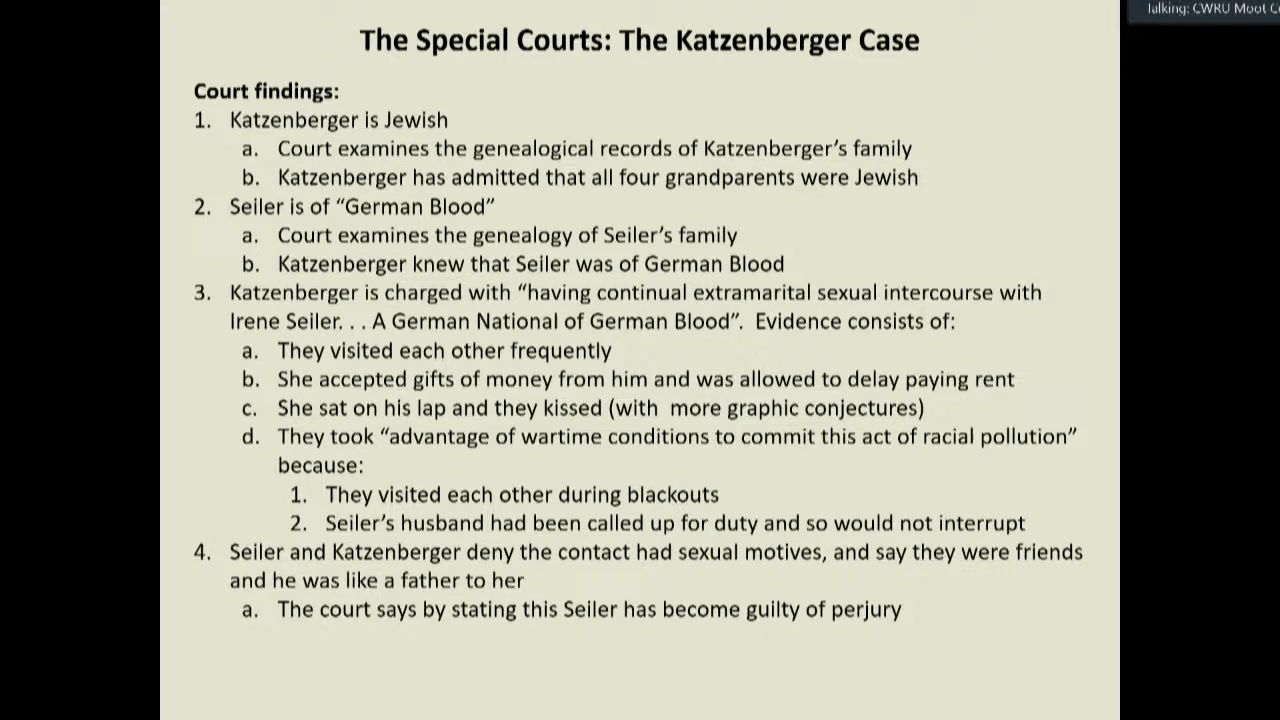 Talking: CWRU Moot C
The Special Courts: The Katzenberger Case
Court findings:
1. Katzenberger is Jewish
a. Court examines the genealogical records of Katzenberger's family
b. Katzenberger has admitted that all four grandparents were Jewish
2. Seiler is of “German Blood”
a. Court examines the genealogy of Seiler's family
b. Katzenberger knew that Seiler was of German Blood
3. Katzenberger is charged with “having continual extramarital sexual intercourse with
Irene Seiler. . . A German National of German Blood”. Evidence consists of:
a. They visited each other frequently
b. She accepted gifts of money from him and was allowed to delay paying rent
c. She sat on his lap and they kissed (with more graphic conjectures)
d. They took “advantage of wartime conditions to commit this act of racial pollution”
because:
1. They visited each other during blackouts
2. Seiler's husband had been called up for duty and so would not interrupt
4. Seiler and Katzenberger deny the contact had sexual motives, and say they were friends
and he was like a father to her
a. The court says by stating this Seiler has become guilty of perjury